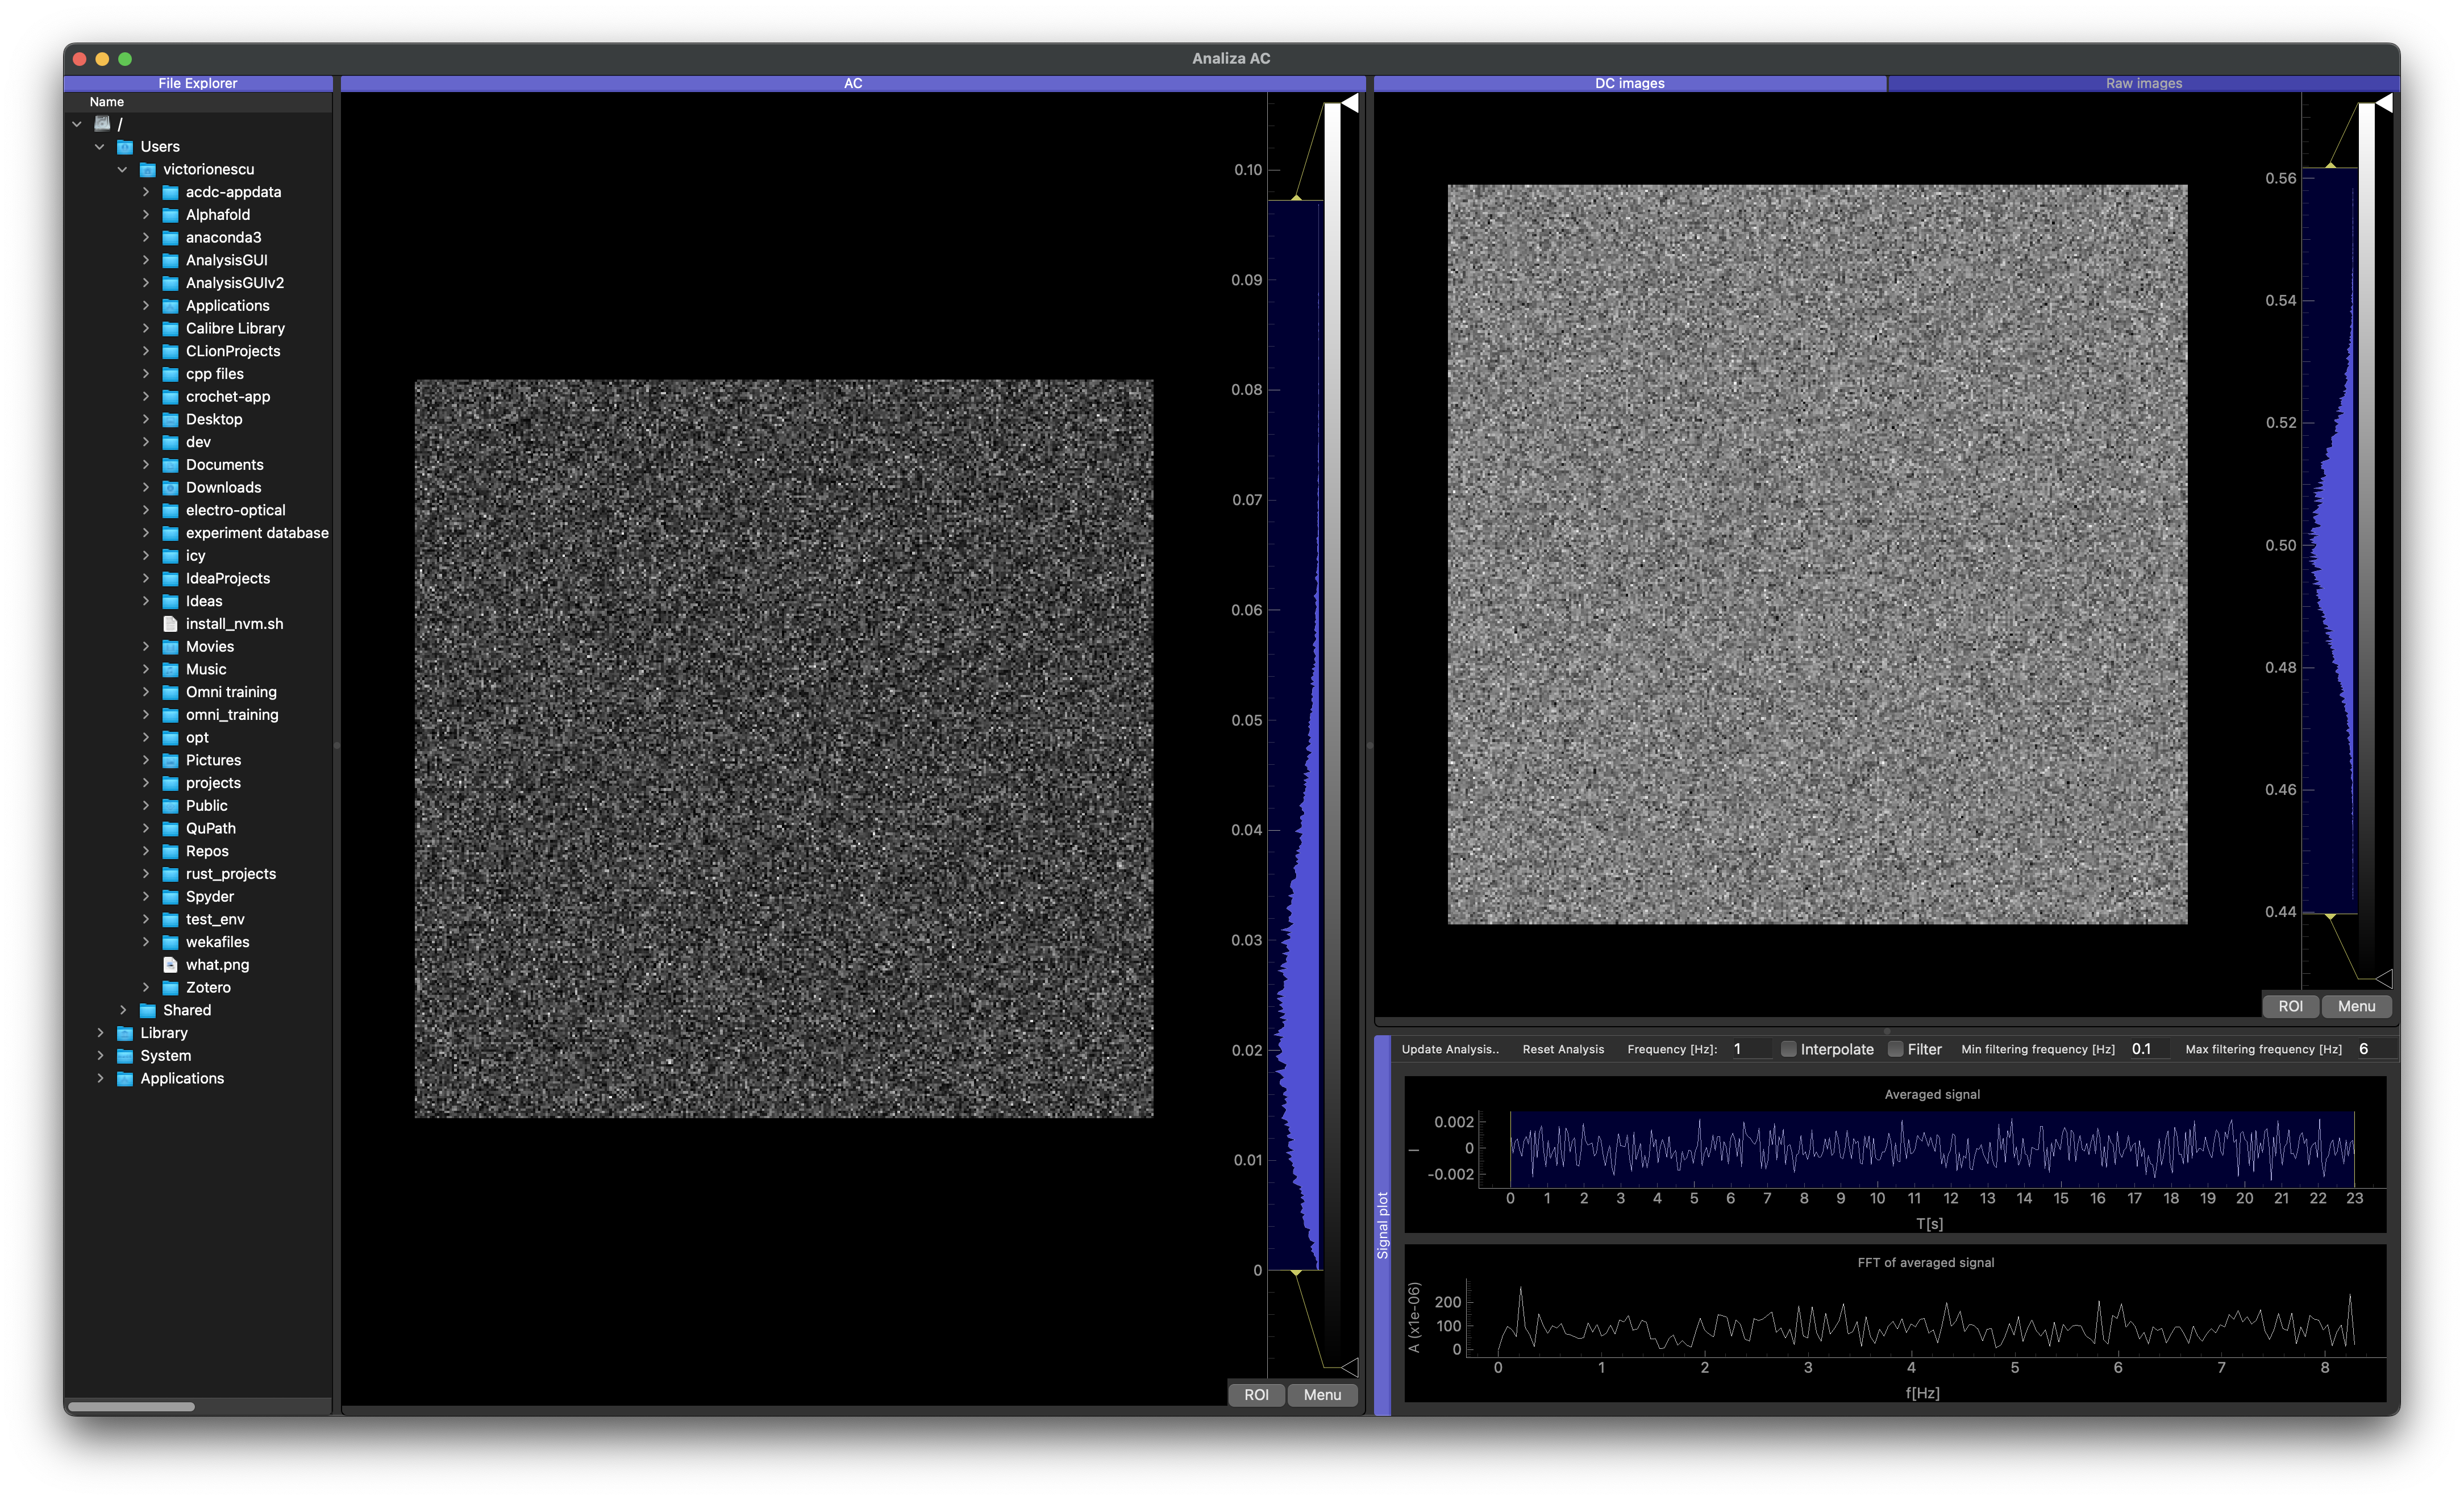 Analiza AC
File Explorer
Name
/
Users
victorionescu
acdc-appdata
Alphafold
anaconda3
AnalysisGUI
AnalysisGUIv2
Applications
Calibre Library
CLionProjects
cpp files
crochet-app
Desktop
dev
Documents
Downloads
electro-optical
experiment database
icy
IdeaProjects
Ideas
install_nvm.sh
Movies
Music
Omni training
omni_training
opt
Pictures
projects
Public
QuPath
Repos
rust_projects
Spyder
test_env
wekafiles
what.png
Zotero
Shared
Library
System
Applications
AC
0.10
0.09
0.08
0.07
0.06
0.05
0.04
0.03
0.02
0.01
0
ROI Menu
DC images Raw images
0.56
0.54
0.52
0.50
0.48
0.46
0.44
ROI Menu
Signal plot
Update Analysis.. Reset Analysis Frequency [Hz]: 1 Interpolate Filter Min filtering frequency [Hz] 0.1 Max filtering frequency [Hz] 6
Averaged signal
I
0.002
0
-0.002
0 1 2 3 4 5 6 7 8 9 10 11 12 13 14 15 16 17 18 19 20 21 22 23
T[s]
FFT of averaged signal
A (x1e-06)
200
100
0
0 1 2 3 4 5 6 7 8
f[Hz]